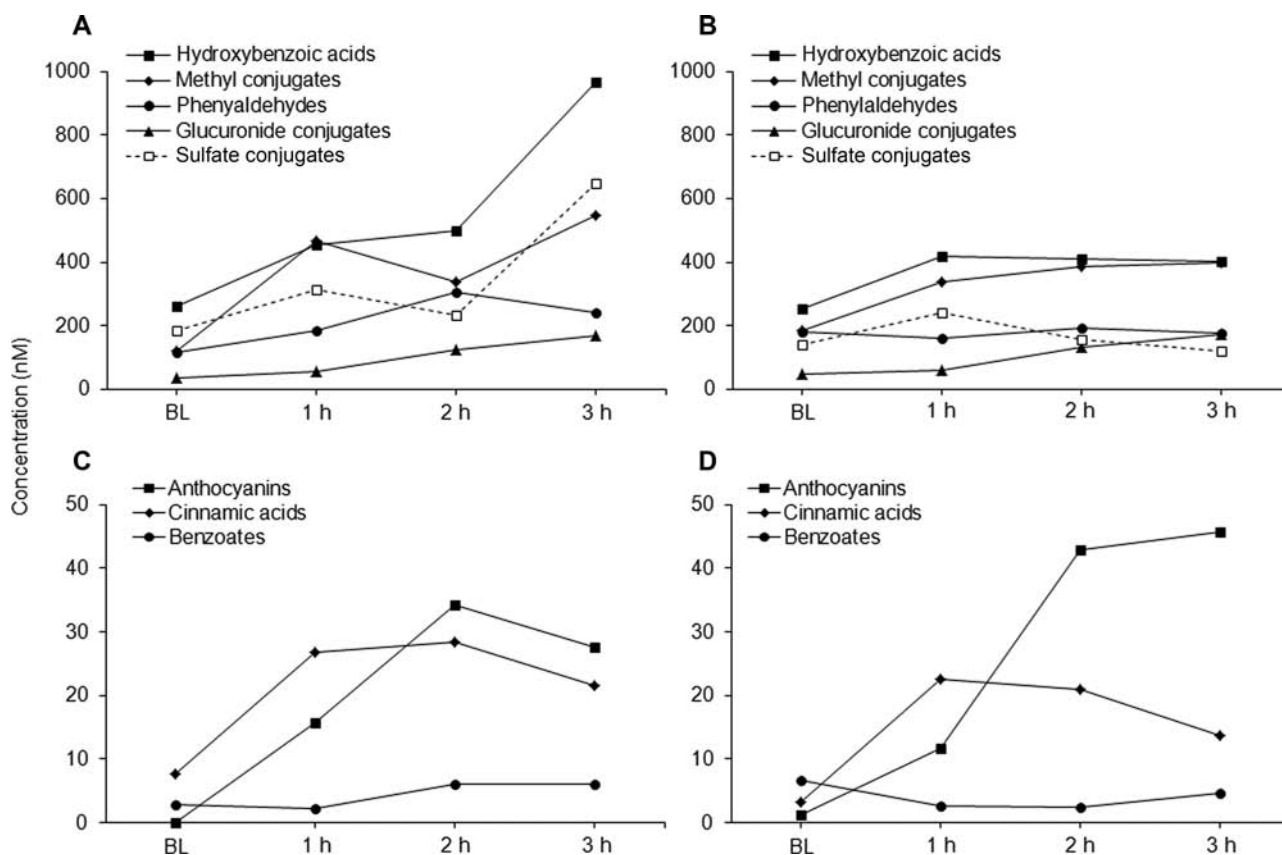 A
Hydroxybenzoic acids
Methyl conjugates
Phenyaldehydes
Glucuronide conjugates
Sulfate conjugates
1000
800
600
400
200
0
BL
1 h
2 h
3 h
B
Hydroxybenzoic acids
Methyl conjugates
Phenylaldehydes
Glucuronide conjugates
Sulfate conjugates
1000
800
600
400
200
0
BL
1 h
2 h
3 h
Concentration (nM)
C
Anthocyanins
Cinnamic acids
Benzoates
50
40
30
20
10
0
BL
1 h
2 h
3 h
D
Anthocyanins
Cinnamic acids
Benzoates
50
40
30
20
10
0
BL
1 h
2 h
3 h